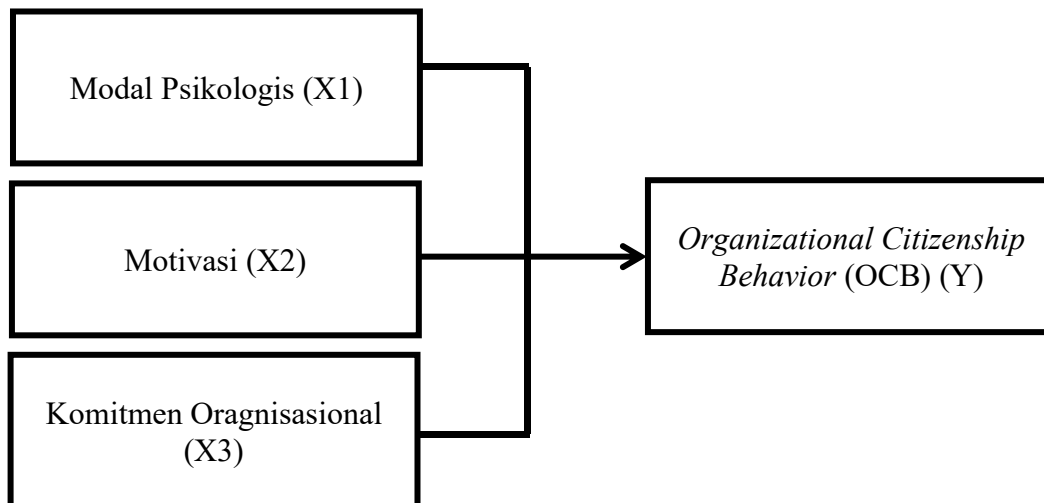 Modal Psikologis (X1)
Motivasi (X2)
Organizational Citizenship
Behavior (OCB) (Y)
Komitmen Oragnisasional
(X3)